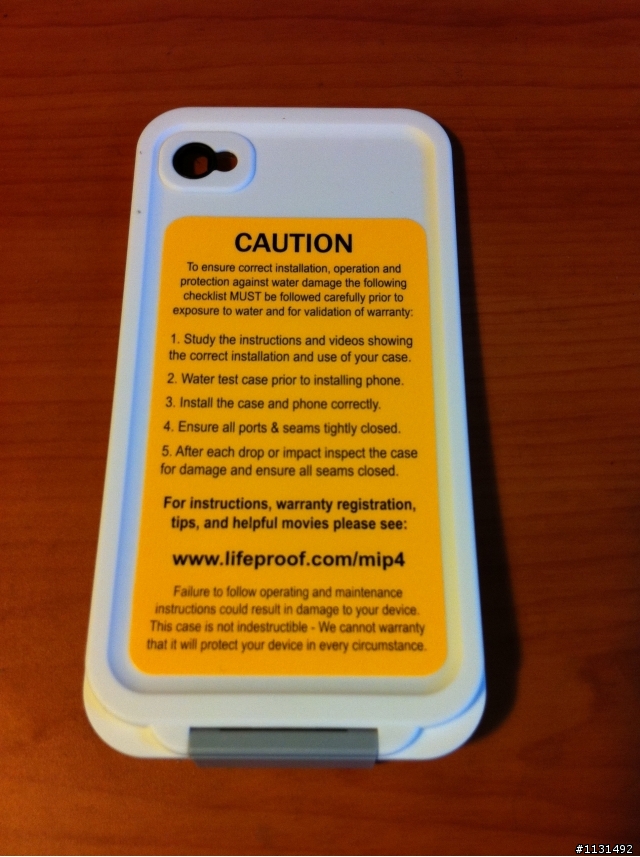 CAUTION
To ensure correct installation, operation and
protection against water damage the following
checklist MUST be followed carefully prior to
exposure to water and for validation of warranty:
1. Study the instructions and videos showing
the correct installation and use of your case.
2. Water test case prior to installing phone.
3. Install the case and phone correctly.
4. Ensure all ports & seams tightly closed.
5. After each drop or impact inspect the case
for damage and ensure all seams closed.
For instructions, warranty registration,
tips, and helpful movies please see:
www.lifeproof.com/mip4
Failure to follow operating and maintenance
instructions could result in damage to your device.
This case is not indestructible - We cannot warranty
that it will protect your device in every circumstance.
#1131492